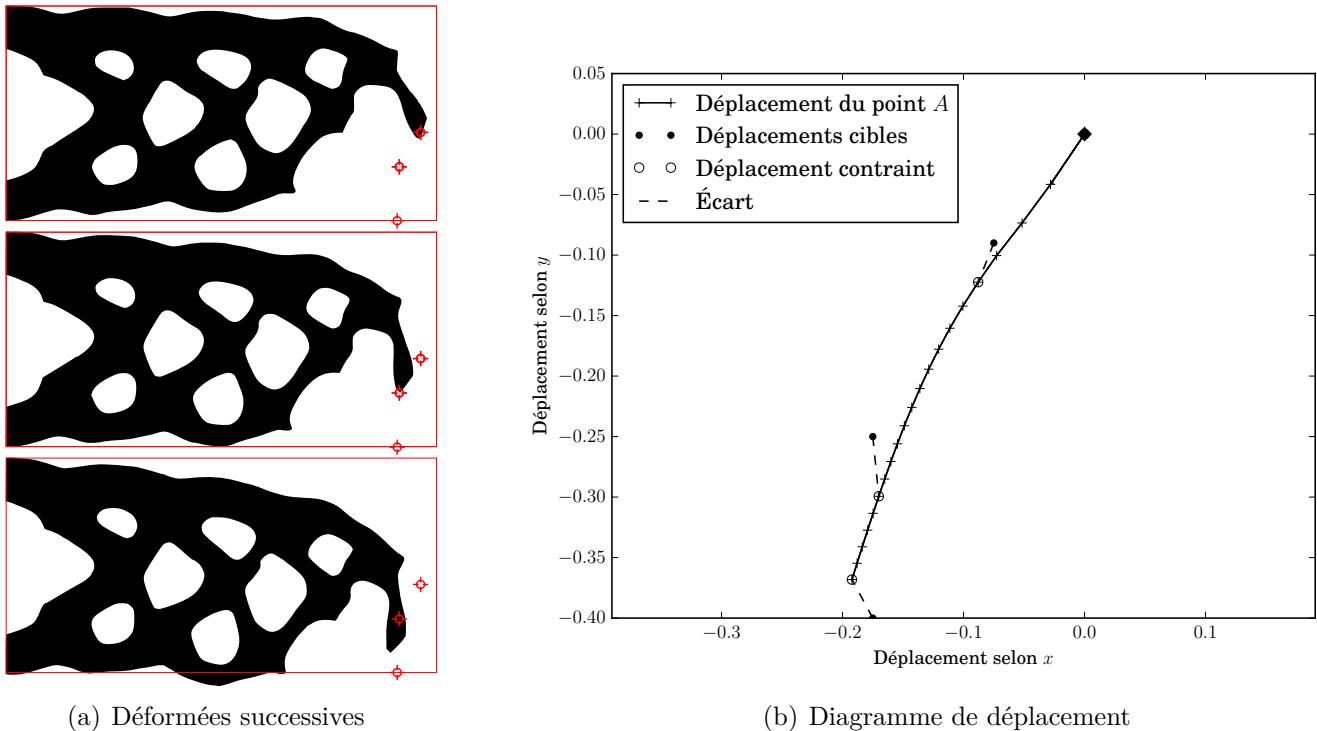 0.05
0.00
−0.05
−0.10
−0.15
−0.20
−0.25
−0.30
−0.35
−0.40
Déplacement selon y
Déplacement du point A
Déplacements cibles
Déplacement contraint
Écart
−0.3
−0.2
−0.1
0.0
0.1
Déplacement selon x
(a) Déformées successives
(b) Diagramme de déplacement